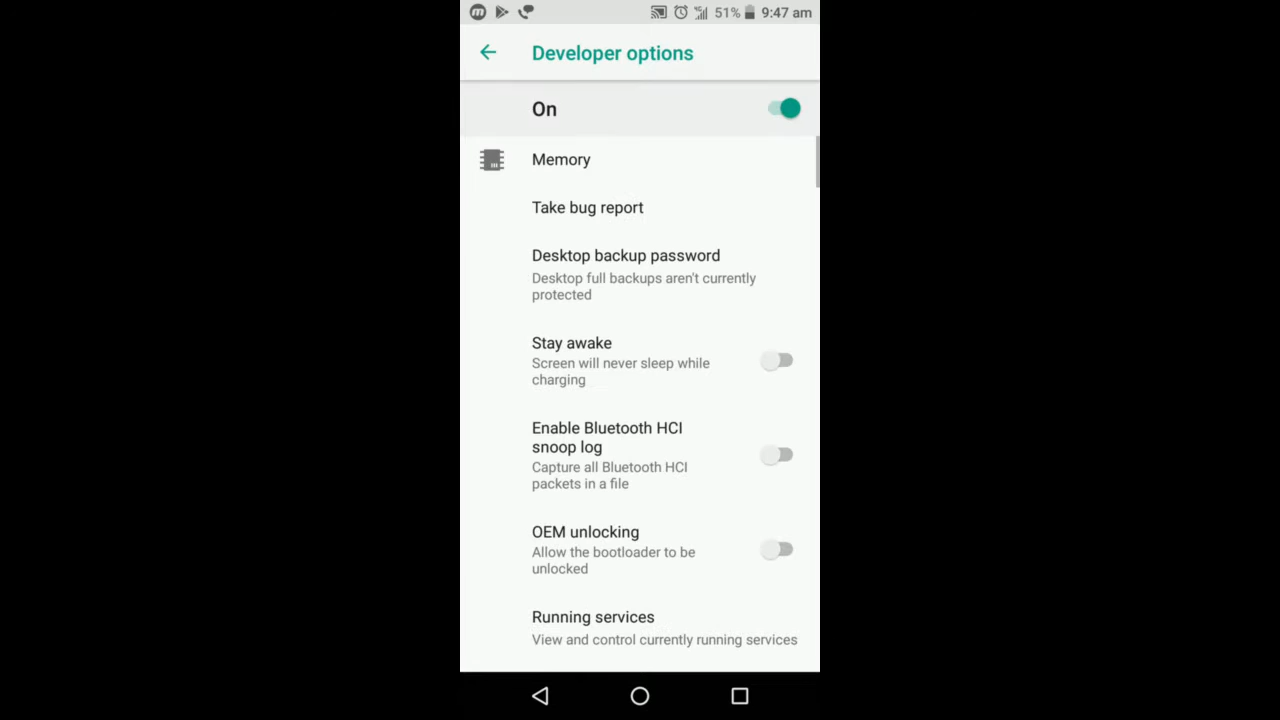 51% 9:47 am
Developer options
On
Memory
Take bug report
Desktop backup password
Desktop full backups aren't currently
protected
Stay awake
Screen will never sleep while
charging
Enable Bluetooth HCI
snoop log
Capture all Bluetooth HCI
packets in a file
OEM unlocking
Allow the bootloader to be
unlocked
Running services
View and control currently running services